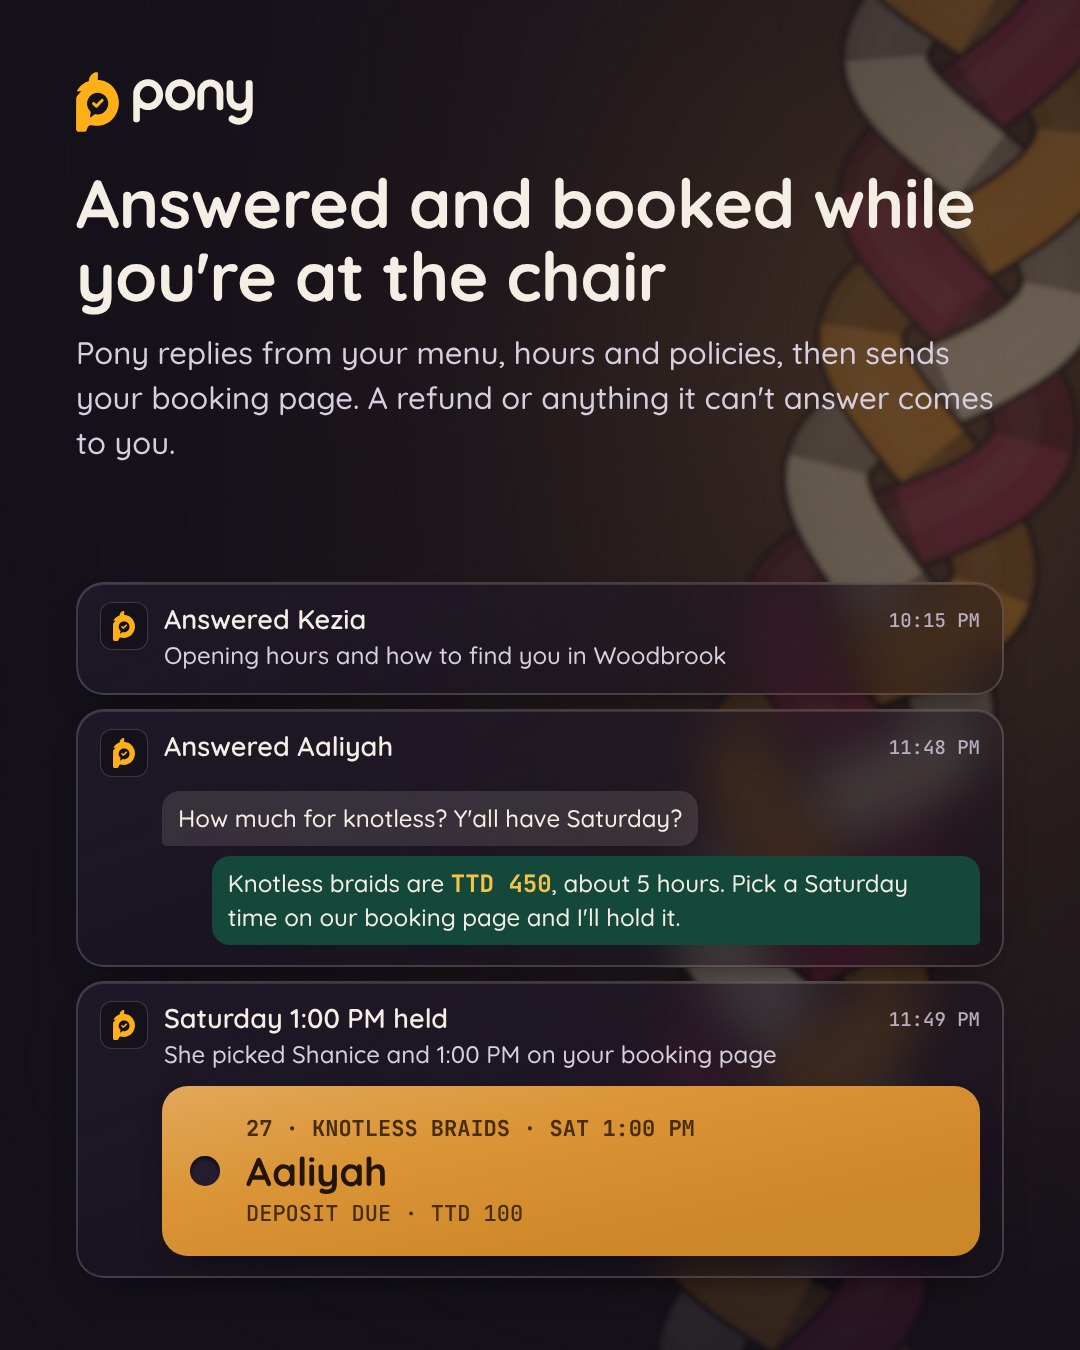 pony
Answered and booked while
you're at the chair
Pony replies from your menu, hours and policies, then sends
your booking page. A refund or anything it can't answer comes
to you.
Answered Kezia
10:15 PM
Opening hours and how to find you in Woodbrook
Answered Aaliyah
11:48 PM
How much for knotless? Y'all have Saturday?
Knotless braids are TTD 450, about 5 hours. Pick a Saturday
time on our booking page and I'll hold it.
Saturday 1:00 PM held
11:49 PM
She picked Shanice and 1:00 PM on your booking page
27 · KNOTLESS BRAIDS · SAT 1:00 PM
Aaliyah
DEPOSIT DUE · TTD 100